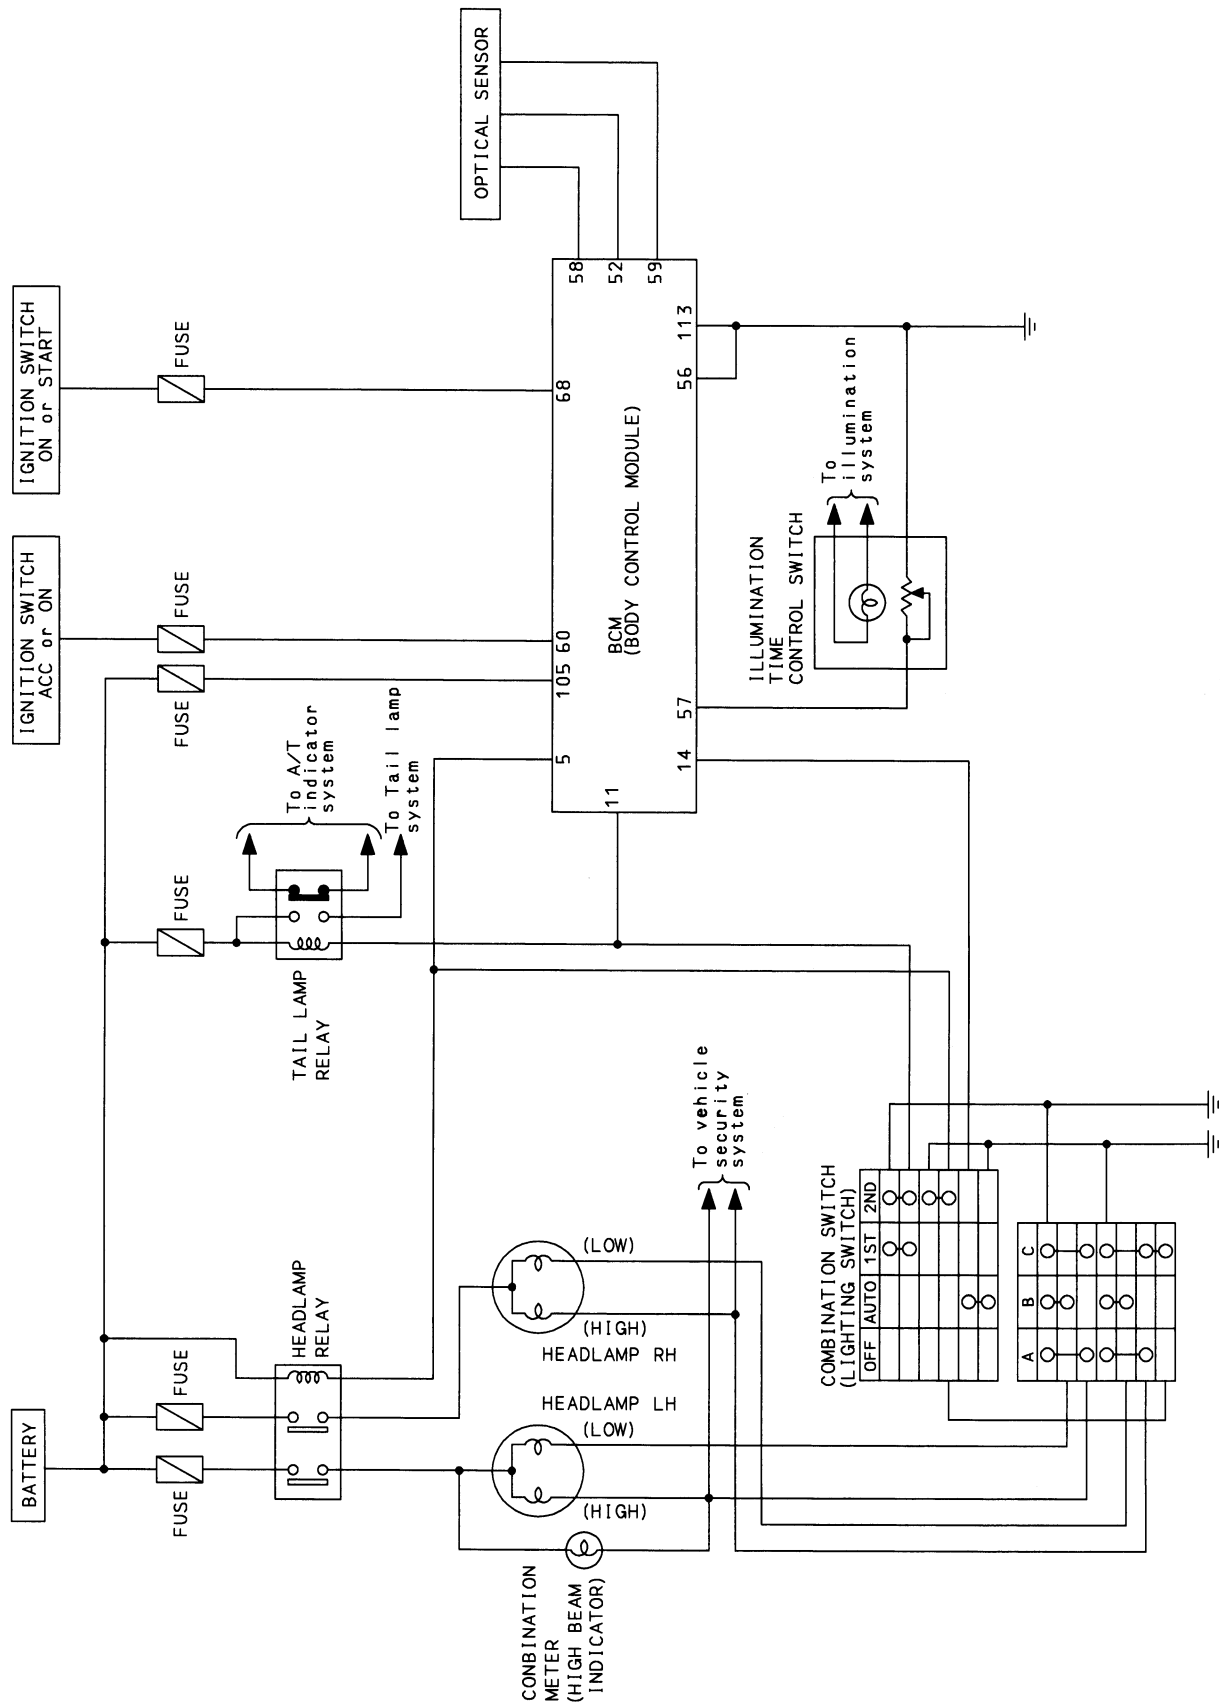 BATTERY
IGNITION SWITCH
ACC or ON
IGNITION SWITCH
ON or START
FUSE
FUSE
FUSE
FUSE
FUSE
FUSE
HEADLAMP
RELAY
TAIL LAMP
RELAY
To A/T
indicator
system
To Tail lamp
system
OPTICAL SENSOR
CONBINATION
METER
(HIGH BEAM
INDICATOR)
HEADLAMP LH
(HIGH)
(LOW)
HEADLAMP RH
(HIGH)
(LOW)
To vehicle
security
system
5
105
60
68
58
52
59
11
14
57
56
113
BCM
(BODY CONTROL MODULE)
ILLUMINATION
TIME
CONTROL SWITCH
To
illumination
system
COMBINATION SWITCH
(LIGHTING SWITCH)
OFF
AUTO
1ST
2ND
A
B
C